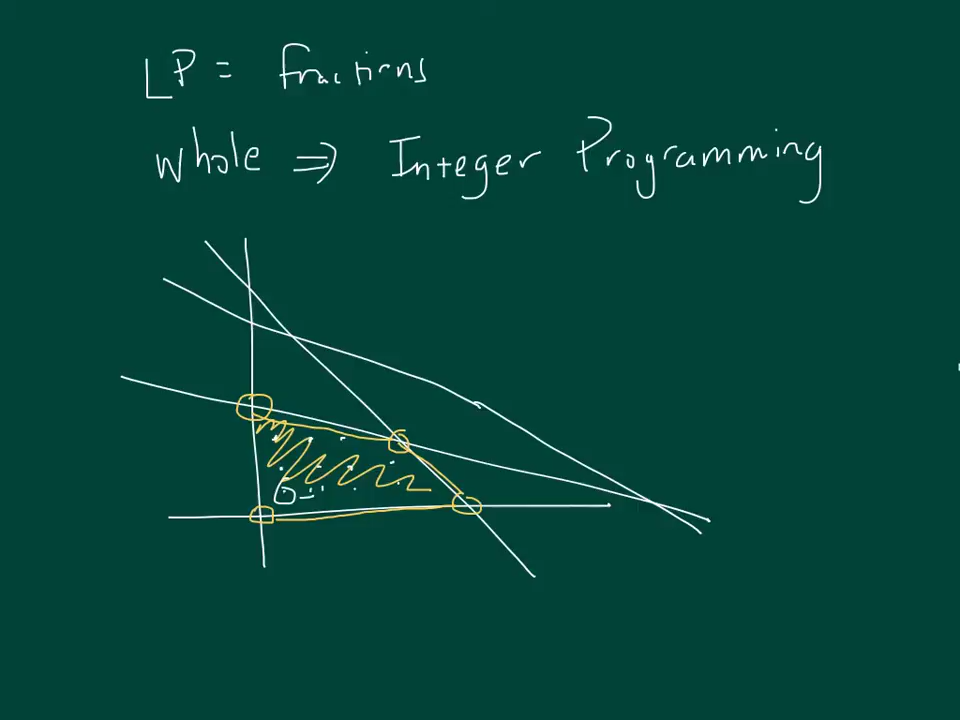 LP = fractions
whole ⇒ Integer Programming